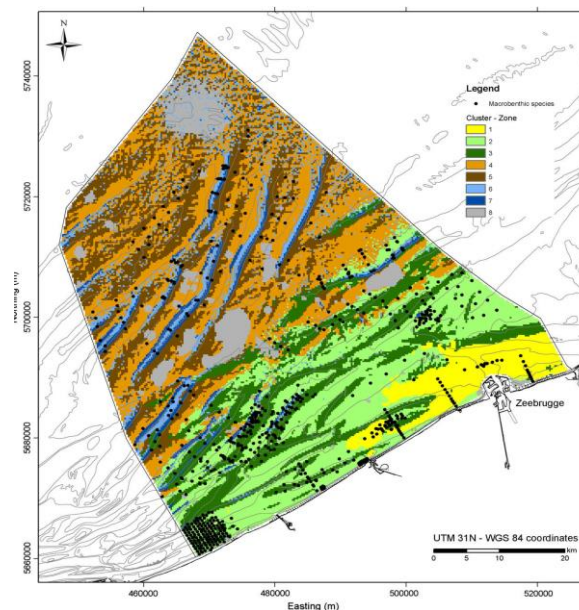 N
5740000
5720000
5700000
5680000
5660000
Northing (m)
Legend
Macrobenthic species
Cluster - Zone
1
2
3
4
5
6
7
8
Zeebrugge
UTM 31N - WGS 84 coordinates
km
0 5 10 20
460000 480000 500000 520000
Easting (m)